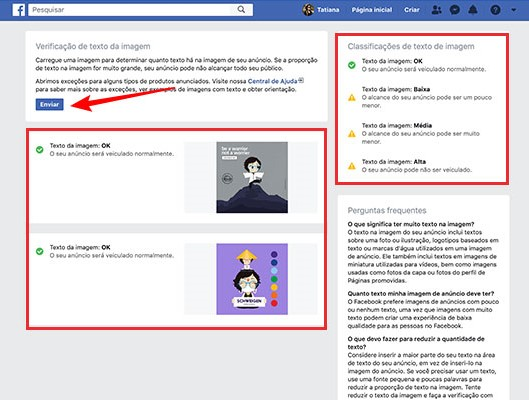 Pesquisar
Tatiana
Página inicial
Criar
Verificação de texto da imagem
Carregue uma imagem para determinar quanto texto há na imagem de seu anúncio. Se a proporção
de texto na imagem for muito grande, seu anúncio pode não alcançar todo seu público.
Abrimos exceções para alguns tipos de produtos anunciados. Visite nossa Central de Ajuda
para saber mais sobre as exceções, ver exemplos de imagens com texto e obter orientação.
Enviar
Texto da imagem: OK
O seu anúncio será veiculado normalmente.
Se a warrior,
not a worrier.
Texto da imagem: OK
O seu anúncio será veiculado normalmente.
SCHWEIGEN
Classificações de texto de imagem
Texto da imagem: OK
O seu anúncio será veiculado normalmente.
Texto da imagem: Baixa
O alcance do seu anúncio pode ser um pouco
menor.
Texto da imagem: Média
O alcance do seu anúncio pode ser muito
menor.
Texto da imagem: Alta
O seu anúncio pode não ser veiculado.
Perguntas frequentes
O que significa ter muito texto na imagem?
O texto na imagem do anúncio inclui textos
sobre uma foto ou ilustração, logotipos baseados em
texto ou marcas d'água utilizados em uma imagem
de anúncio. Ele também inclui textos em imagens de
miniatura utilizadas para vídeos, bem como imagens
usadas como fotos da capa ou fotos do perfil de
Páginas promovidas.
Quanto texto minha imagem de anúncio deve ter?
O Facebook prefere imagens de anúncios com pouco
ou nenhum texto, uma vez que imagens com muito
texto podem criar uma experiência de baixa
qualidade para as pessoas no Facebook.
O que devo fazer para reduzir a quantidade de
texto?
Considere inserir a maior parte do seu texto na área de
texto do seu anúncio, em vez de inseri-lo na
imagem do anúncio. Se você precisar usar um texto,
use uma fonte pequena e poucas palavras para
reduzir a proporção de texto na imagem. Tente
reduzir o texto da imagem e faça a verificação com